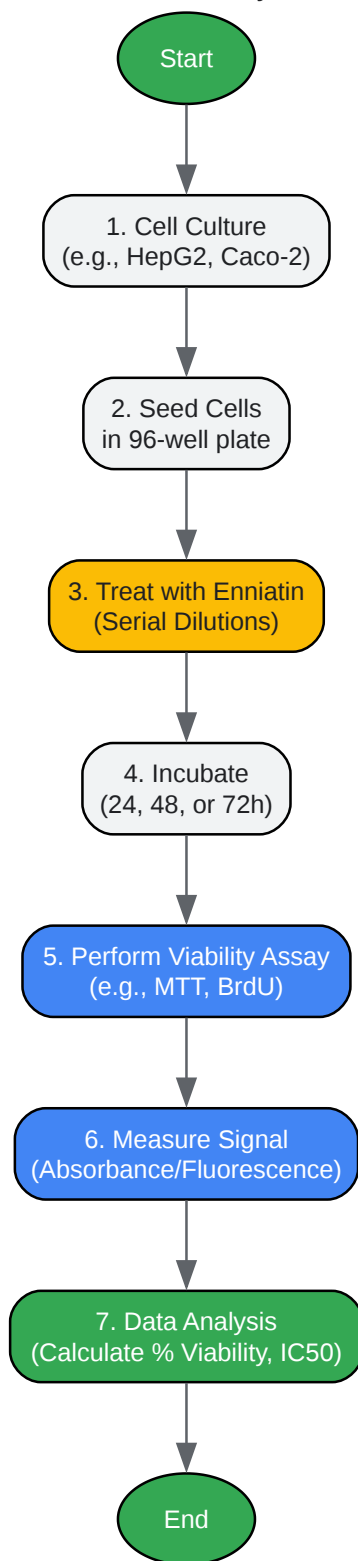 Start
1. Cell Culture
(e.g., HepG2, Caco-2)
2. Seed Cells
in 96-well plate
3. Treat with Enniatin
(Serial Dilutions)
4. Incubate
(24, 48, or 72h)
5. Perform Viability Assay
(e.g., MTT, BrdU)
6. Measure Signal
(Absorbance/Fluorescence)
7. Data Analysis
(Calculate % Viability, IC50)
End